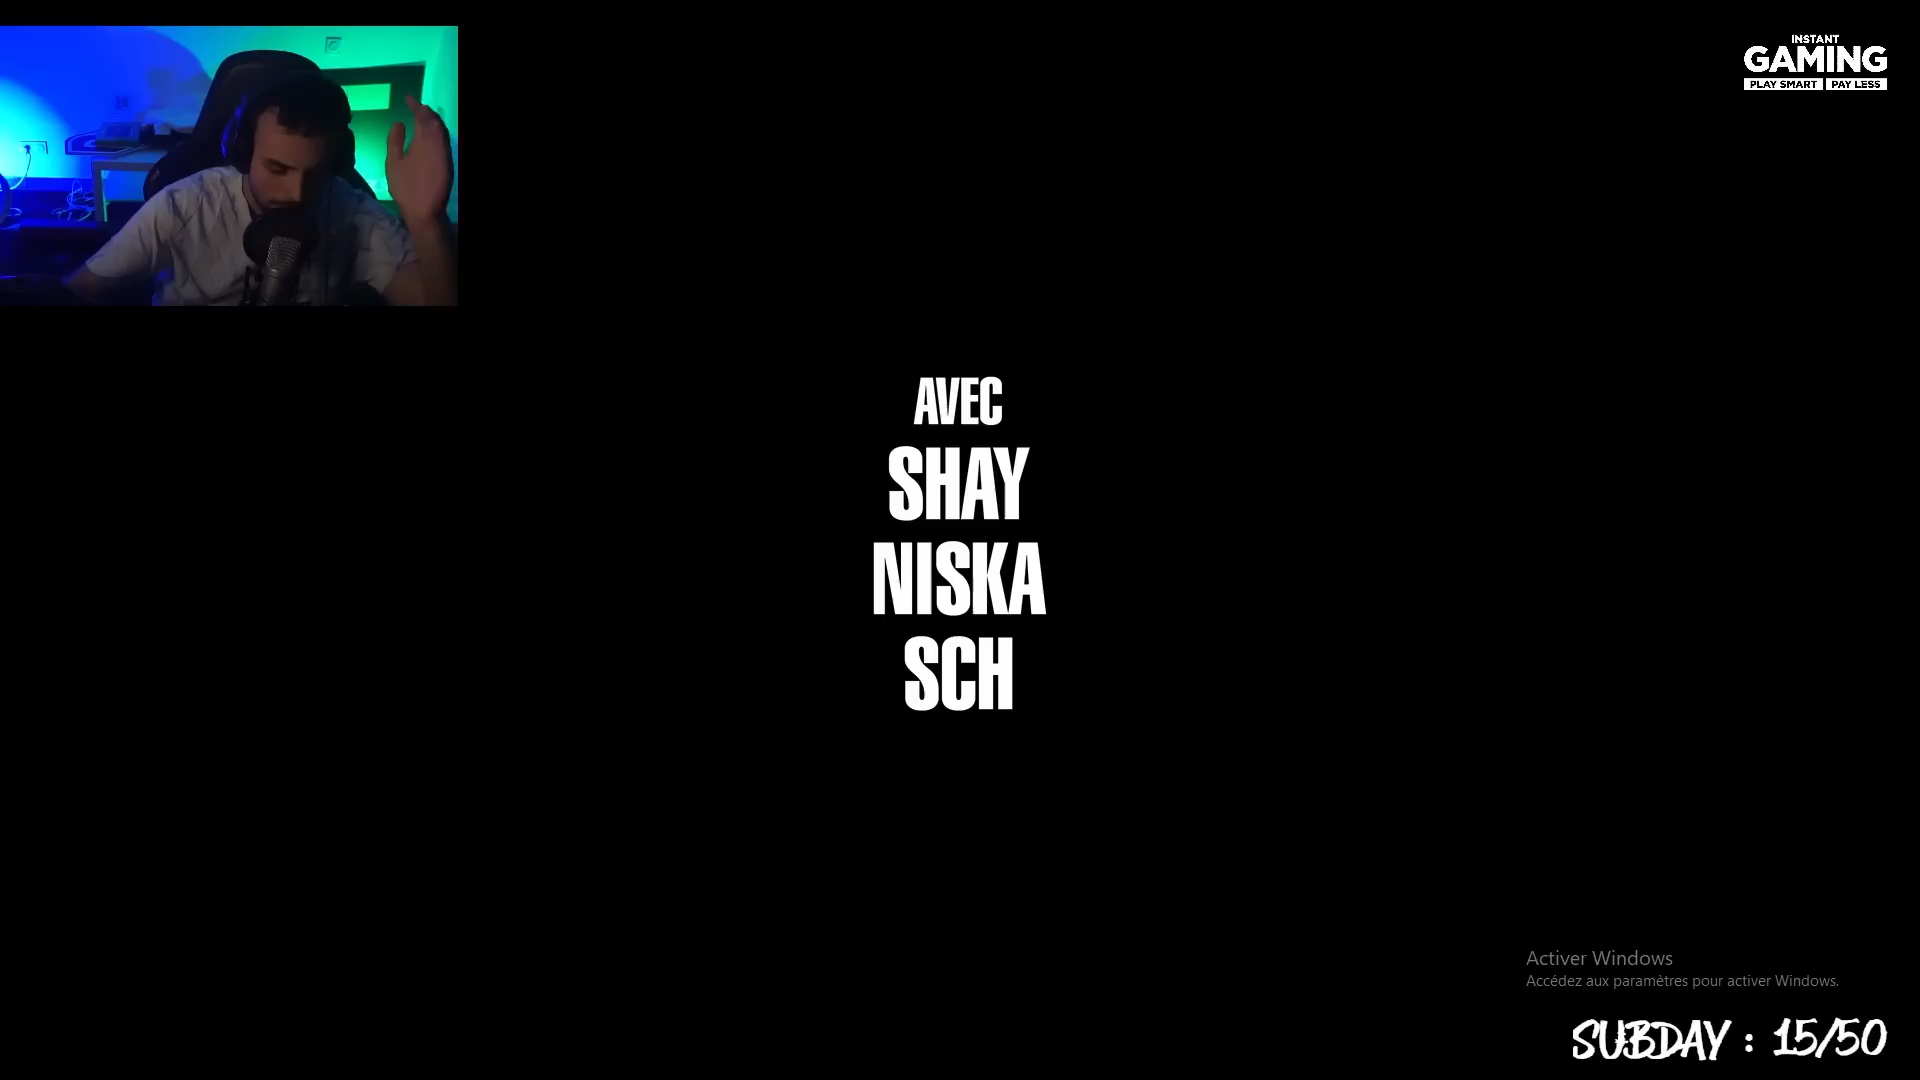 INSTANT
GAMING
PLAY SMART PAY LESS
AVEC
SHAY
NISKA
SCH
Activer Windows
Accédez aux paramètres pour activer Windows.
SUBDAY : 15/50